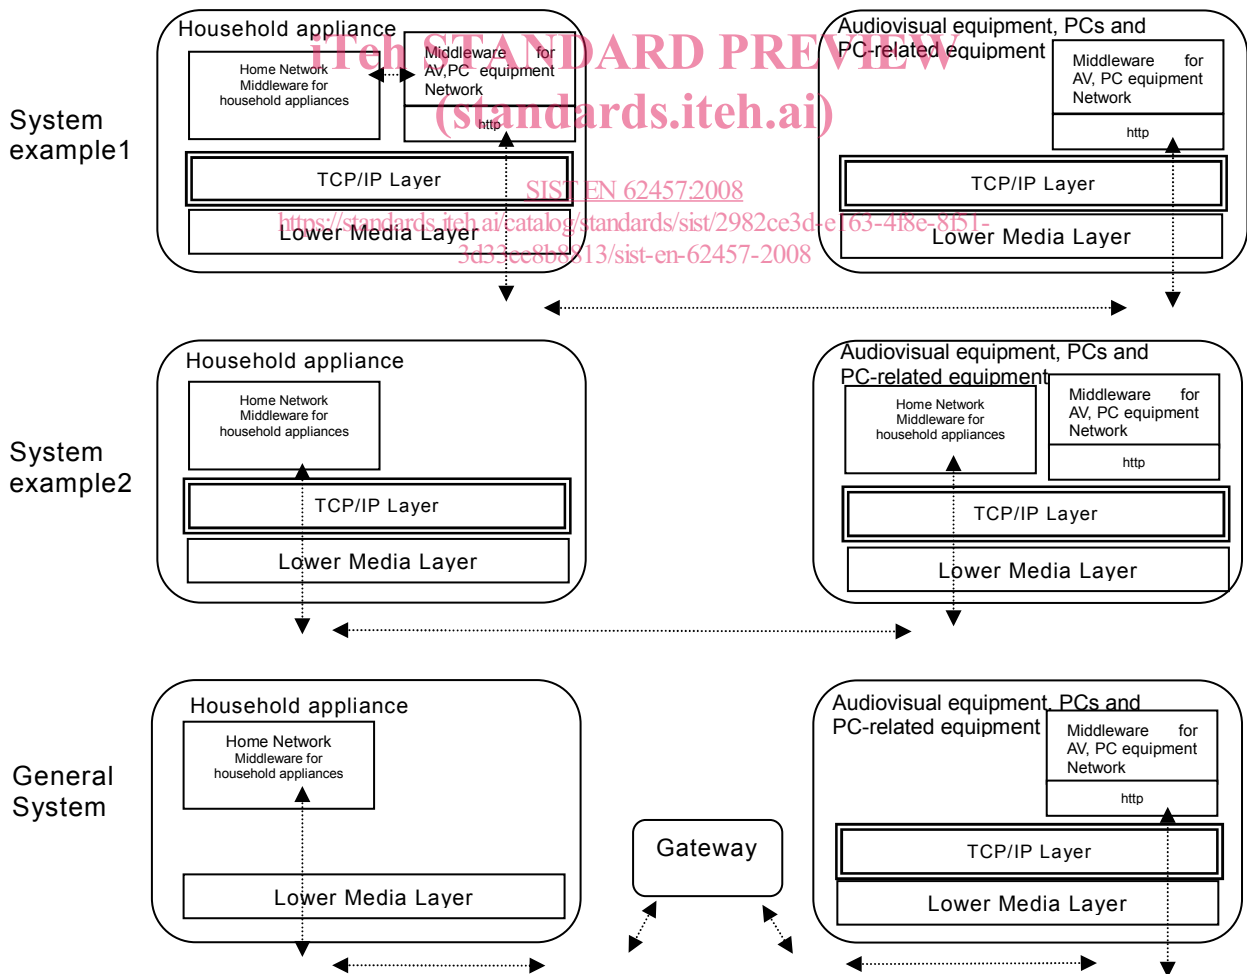 Household appliance
Home Network
Middleware for
household appliances
Middleware for
AV,PC equipment
Network
http
TCP/IP Layer
Lower Media Layer
Audiovisual equipment, PCs and
PC-related equipment
Middleware for
AV, PC equipment
Network
http
TCP/IP Layer
Lower Media Layer
System
example1
iTeh STANDARD PREVIEW
(standards.iteh.ai)
SIST EN 62457:2008
https://standards.iteh.ai/catalog/standards/sist/2982ce3d-e163-4f8e-8f51-
3d33ee8b8813/sist-en-62457-2008
System
example2
Household appliance
Home Network
Middleware for
household appliances
TCP/IP Layer
Lower Media Layer
Audiovisual equipment, PCs and
PC-related equipment
Home Network
Middleware for
household appliances
Middleware for
AV, PC equipment
Network
http
TCP/IP Layer
Lower Media Layer
General
System
Household appliance
Home Network
Middleware for
household appliances
Lower Media Layer
Gateway
Audiovisual equipment, PCs and
PC-related equipment
Middleware for
AV, PC equipment
Network
http
TCP/IP Layer
Lower Media Layer